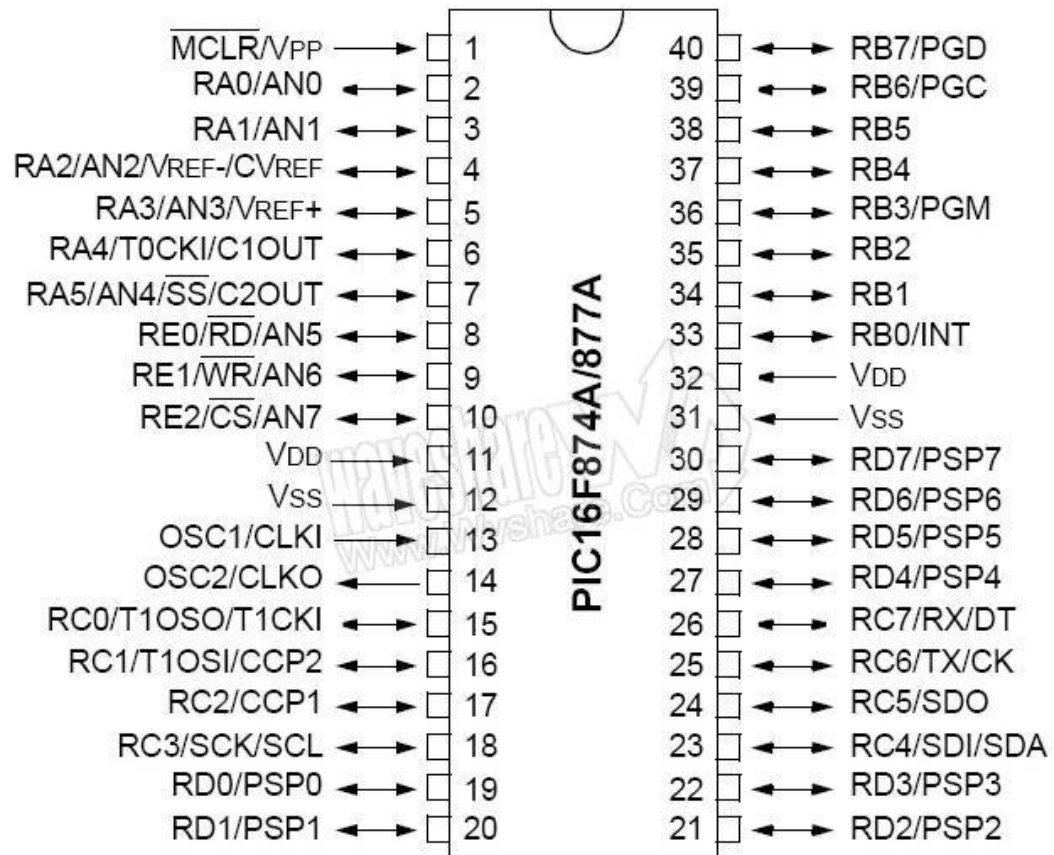 MCLR/VPP 1 40 RB7/PGD
RA0/AN0 2 39 RB6/PGC
RA1/AN1 3 38 RB5
RA2/AN2/VREF-/CVREF 4 37 RB4
RA3/AN3/VREF+ 5 36 RB3/PGM
RA4/T0CKI/C1OUT 6 35 RB2
RA5/AN4/SS/C2OUT 7 34 RB1
RE0/RD/AN5 8 33 RB0/INT
RE1/WR/AN6 9 32 VDD
RE2/CS/AN7 10 31 VSS
VDD 11 30 RD7/PSP7
VSS 12 29 RD6/PSP6
OSC1/CLKI 13 28 RD5/PSP5
OSC2/CLKO 14 27 RD4/PSP4
RC0/T1OSO/T1CKI 15 26 RC7/RX/DT
RC1/T1OSI/CCP2 16 25 RC6/TX/CK
RC2/CCP1 17 24 RC5/SDO
RC3/SCK/SCL 18 23 RC4/SDI/SDA
RD0/PSP0 19 22 RD3/PSP3
RD1/PSP1 20 21 RD2/PSP2
PIC16F874A/877A
waveshare
www.Wvshare.Com